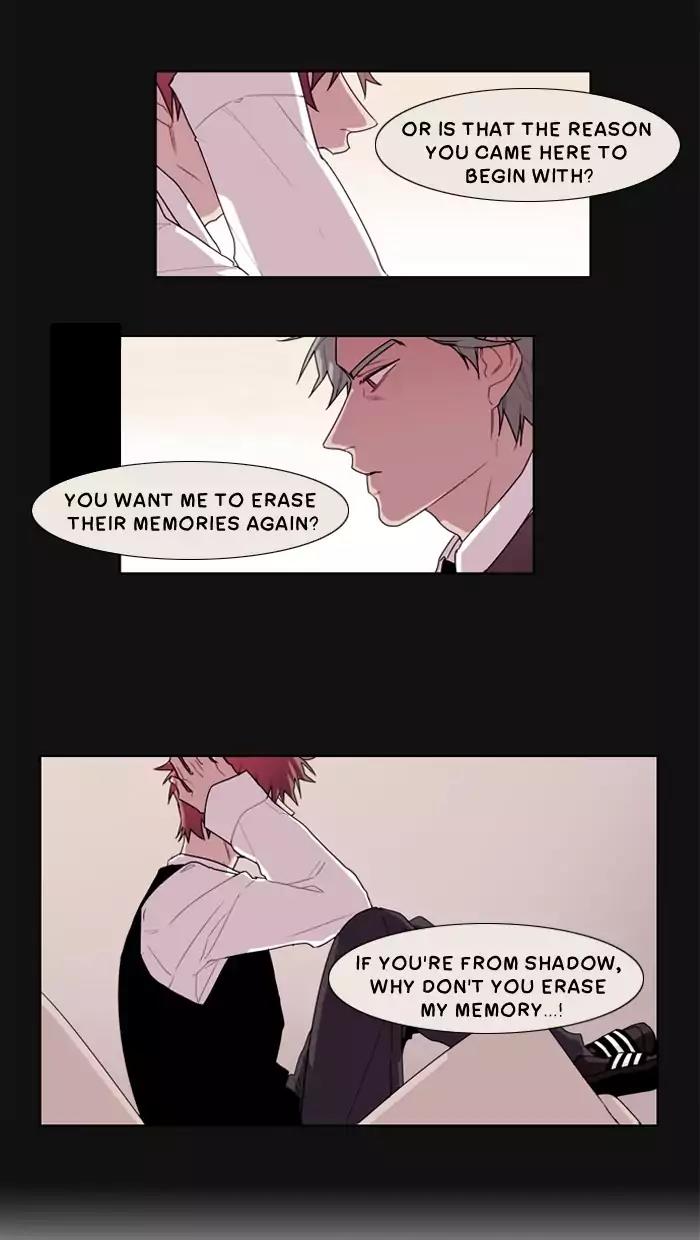 OR IS THAT THE REASON
YOU CAME HERE TO
BEGIN WITH?
YOU WANT ME TO ERASE
THEIR MEMORIES AGAIN?
IF YOU'RE FROM SHADOW,
WHY DON'T YOU ERASE
MY MEMORY...!